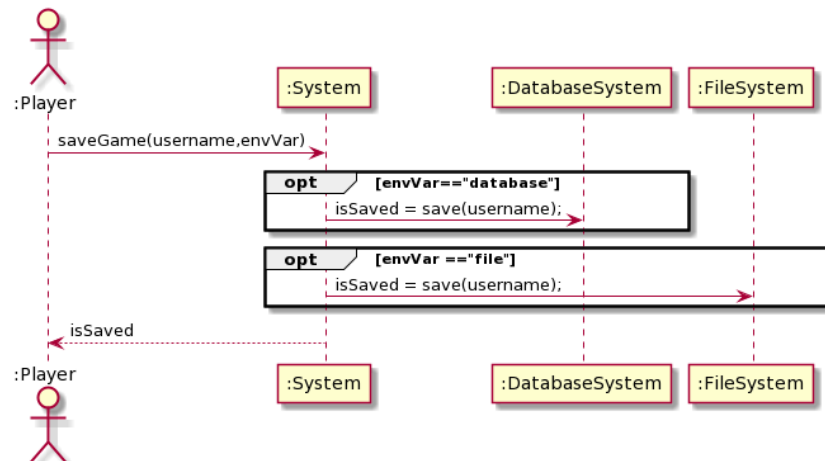 :Player
:System
:DatabaseSystem
:FileSystem
saveGame(username,envVar)
opt
[envVar=="database"]
isSaved = save(username);
opt
[envVar =="file"]
isSaved = save(username);
isSaved
:Player
:System
:DatabaseSystem
:FileSystem